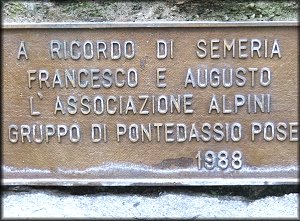 A RICORDO DI SEMERIA
FRANCESCO E AUGUSTO
L'ASSOCIAZIONE ALPINI
GRUPPO DI PONTEDASSIO POSE
1988